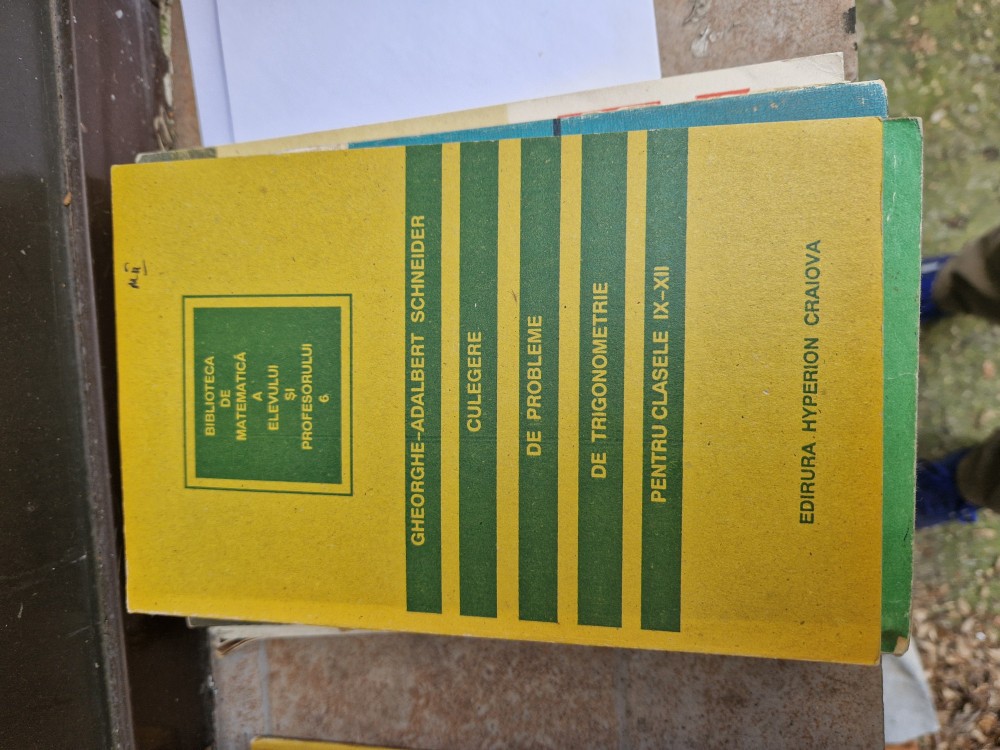 BIBLIOTECA
DE
MATEMATICĂ
A
ELEVULUI
ȘI
PROFESORULUI
6.
GHEORGHE-ADALBERT SCHNEIDER
CULEGERE
DE PROBLEME
DE TRIGONOMETRIE
PENTRU CLASELE IX-XII
EDIRURA HYPERION CRAIOVA